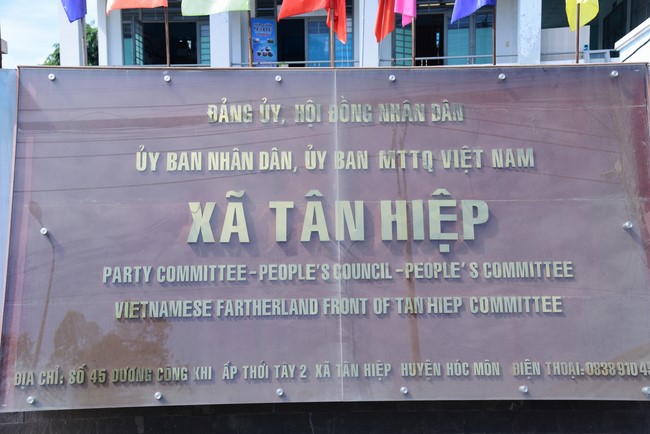 ĐẢNG ỦY, HỘI ĐỒNG NHÂN DÂN
ỦY BAN NHÂN DÂN, ỦY BAN MTTQ VIỆT NAM
XÃ TÂN HIỆP
PARTY COMMITTEE - PEOPLE'S COUNCIL - PEOPLE'S COMMITTEE
VIETNAMESE FARTHERLAND FRONT OF TAN HIEP COMMITTEE
ĐỊA CHỈ: SỐ 45 DƯƠNG CÔNG KHI ẤP THỚI TÂY 2 XÃ TÂN HIỆP HUYỆN HÓC MÔN ĐIỆN THOẠI: